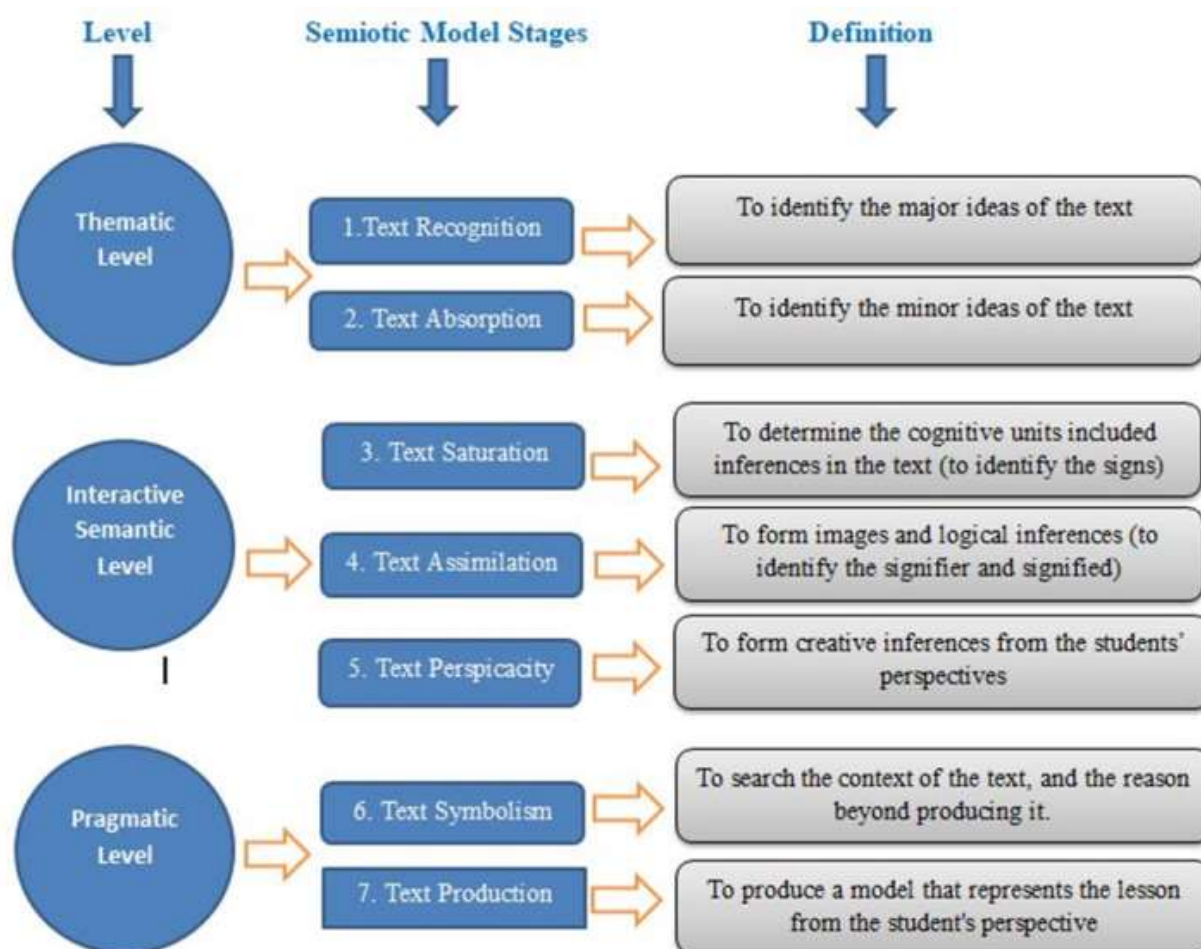 Level
Semiotic Model Stages
Definition
Thematic
Level
1.Text Recognition
To identify the major ideas of the text
2. Text Absorption
To identify the minor ideas of the text
Interactive
Semantic
Level
3. Text Saturation
To determine the cognitive units included
inferences in the text (to identify the signs)
4. Text Assimilation
To form images and logical inferences (to
identify the signifier and signified)
5. Text Perspicacity
To form creative inferences from the students’
perspectives
Pragmatic
Level
6. Text Symbolism
To search the context of the text, and the reason
beyond producing it.
7. Text Production
To produce a model that represents the lesson
from the student's perspective